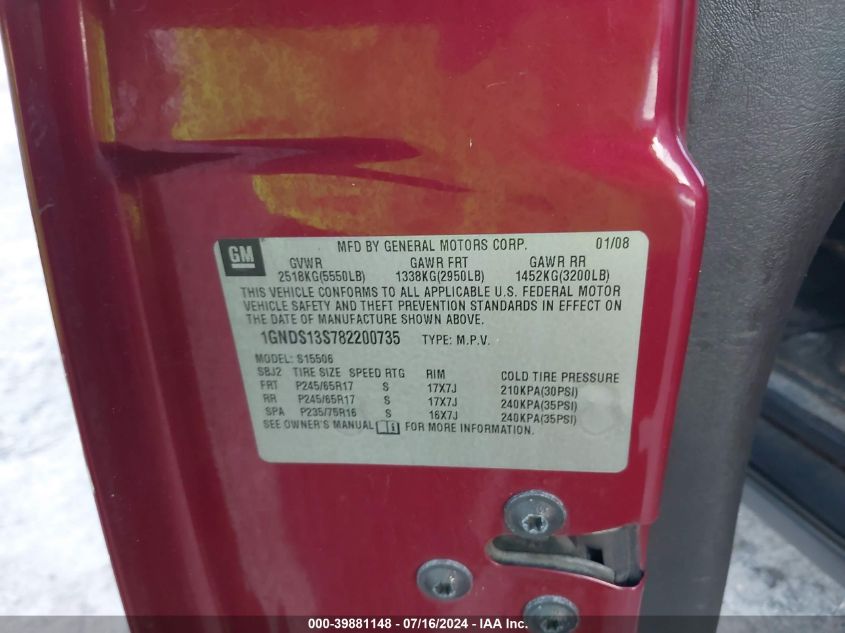 GM MFD BY GENERAL MOTORS CORP. 01/08
GVWR GAWR FRT GAWR RR
2518KG(5550LB) 1338KG(2950LB) 1452KG(3200LB)
THIS VEHICLE CONFORMS TO ALL APPLICABLE U.S. FEDERAL MOTOR
VEHICLE SAFETY AND THEFT PREVENTION STANDARDS IN EFFECT ON
THE DATE OF MANUFACTURE SHOWN ABOVE.
1GNDS13S782200735 TYPE: M.P.V.
MODEL: S15506
SBJ2 TIRE SIZE SPEED RTG RIM COLD TIRE PRESSURE
FRT P245/65R17 S 17X7J 210KPA(30PSI)
RR P245/65R17 S 17X7J 240KPA(35PSI)
SPA P235/75R16 S 16X7J 240KPA(35PSI)
SEE OWNER'S MANUAL FOR MORE INFORMATION.
000-39881148 - 07/16/2024 - IAA Inc.